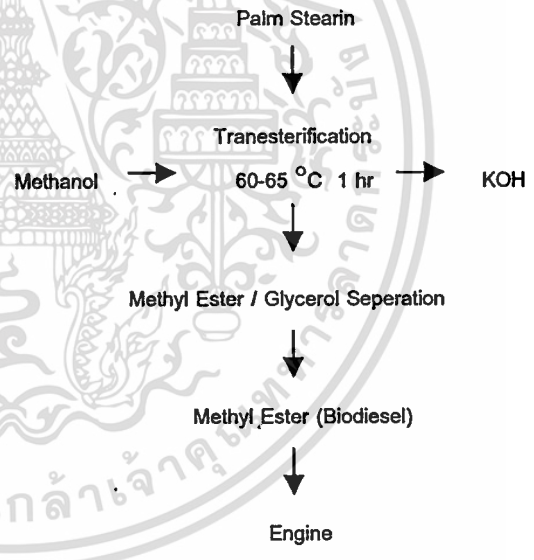 Palm Stearin
Tranesterification
Methanol 60-65 °C 1 hr KOH
Methyl Ester / Glycerol Seperation
Methyl Ester (Biodiesel)
Engine